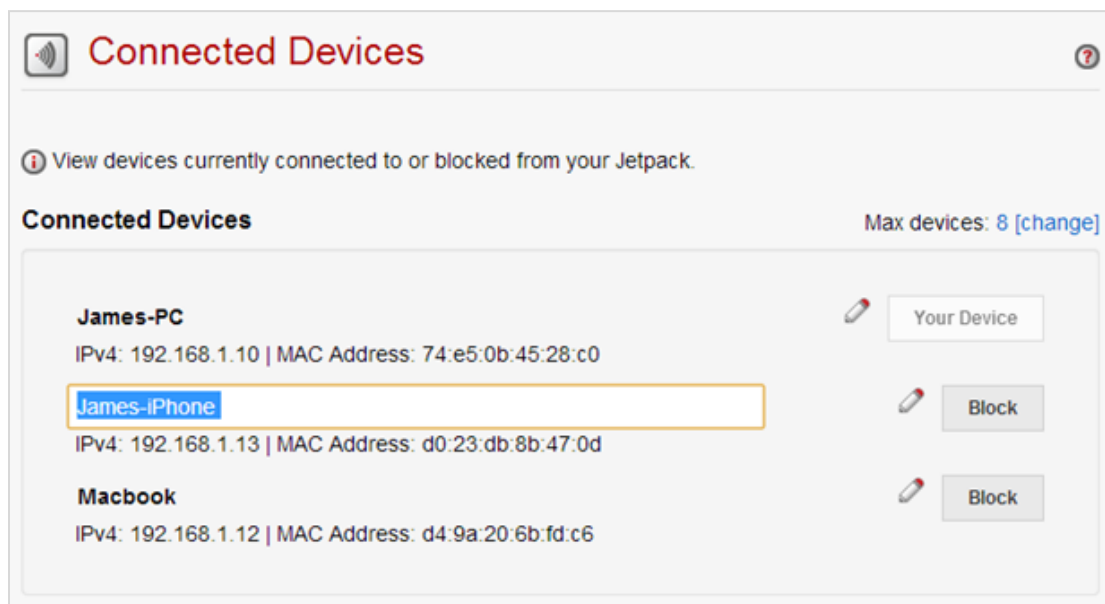 Connected Devices
?
i View devices currently connected to or blocked from your Jetpack.
Connected Devices Max devices: 8 [change]
James-PC Your Device
IPv4: 192.168.1.10 | MAC Address: 74:e5:0b:45:28:c0
James-iPhone Block
IPv4: 192.168.1.13 | MAC Address: d0:23:db:8b:47:0d
Macbook Block
IPv4: 192.168.1.12 | MAC Address: d4:9a:20:6b:fd:c6